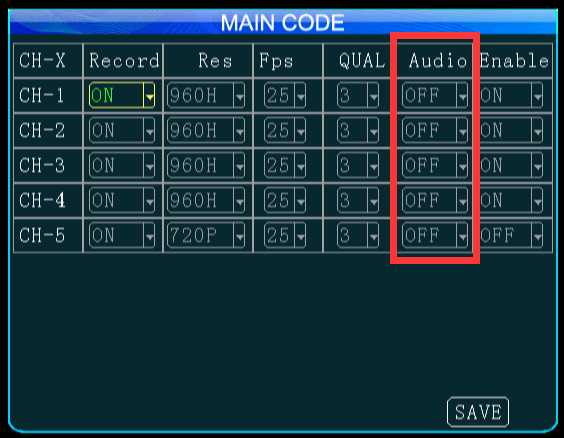 MAIN CODE
CH-X Record Res Fps QUAL Audio Enable
CH-1 ON 960H 25 3 OFF ON
CH-2 ON 960H 25 3 OFF ON
CH-3 ON 960H 25 3 OFF ON
CH-4 ON 960H 25 3 OFF ON
CH-5 ON 720P 25 3 OFF OFF
SAVE